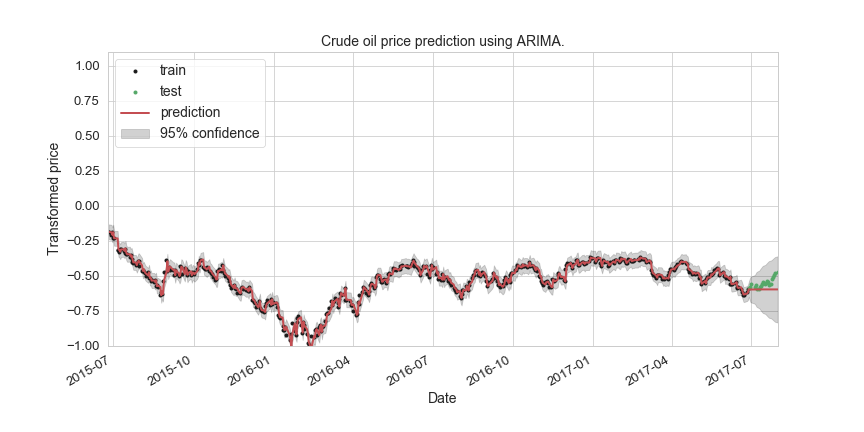 Crude oil price prediction using ARIMA.
train
test
prediction
95% confidence
1.00
0.75
0.50
0.25
0.00
−0.25
−0.50
−0.75
−1.00
Transformed price
2015-07
2015-10
2016-01
2016-04
2016-07
2016-10
2017-01
2017-04
2017-07
Date